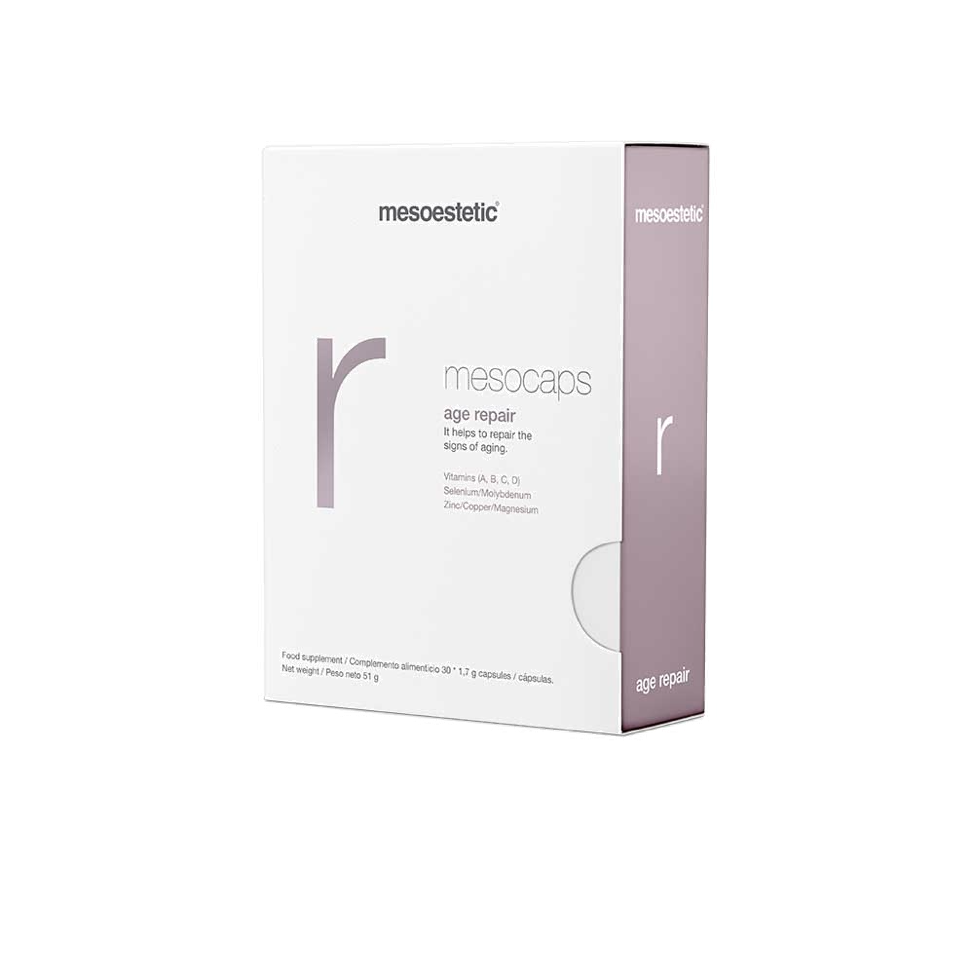 mesoestetic®
r
mesocaps
age repair
It helps to repair the
signs of aging.
Vitamins (A, B, C, D)
Selenium/Molybdenum
Zinc/Copper/Magnesium
Food supplement / Complemento alimenticio 30 * 1,7 g capsules / cápsulas.
Net weight / Peso neto 51 g
mesoestetic®
r
age repair